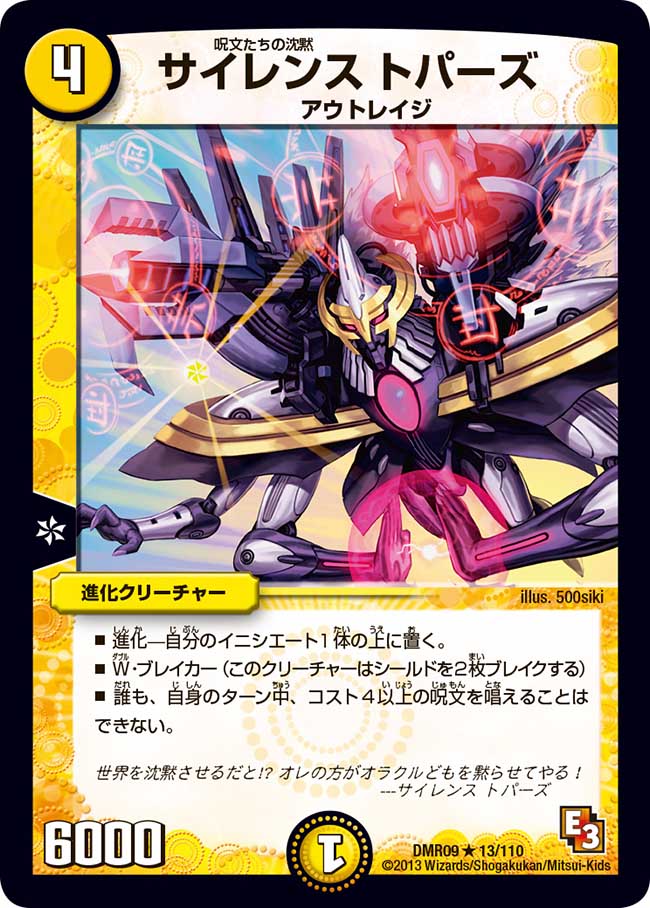 4
呪文たちの沈黙
サイレンス トパーズ
アウトレイジ
進化クリーチャー
illus. 500siki
■ 進化—自分のイニシエート1体の上に置く。
■ W・ブレイカー（このクリーチャーはシールドを2枚ブレイクする）
■ 誰も、自身のターン中、コスト4以上の呪文を唱えることは
できない。
世界を沈黙させるだと!? オレの方がオラクルどもを黙らせてやる！
---サイレンス トパーズ
6000
1
E3
DMR09 ★ 13/110
©2013 Wizards/Shogakukan/Mitsui-Kids